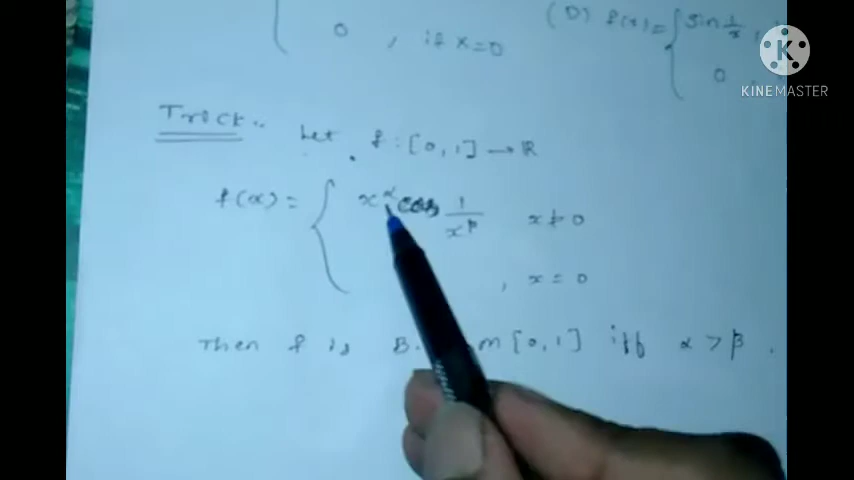 (D) f(x) = { Sin 1/x ,
0 , if x=0
0
KINEMASTER
Trick:. Let f : [0,1] → R
f(x) = { x^α cos 1/x^β x ≠ 0
, x = 0
Then f is B. on [0,1] iff α > β .